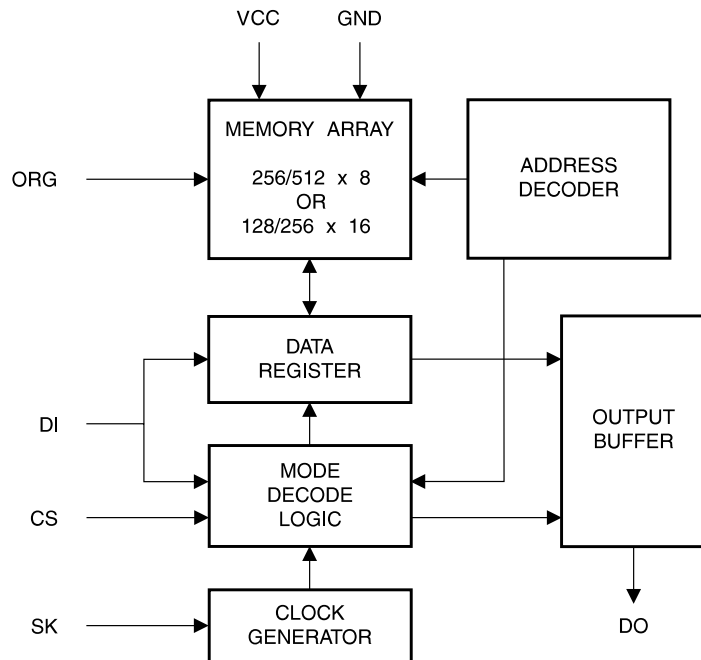 VCC
GND
MEMORY ARRAY
256/512 x 8
OR
128/256 x 16
ADDRESS
DECODER
ORG
DATA
REGISTER
OUTPUT
BUFFER
DI
MODE
DECODE
LOGIC
CS
CLOCK
GENERATOR
SK
DO